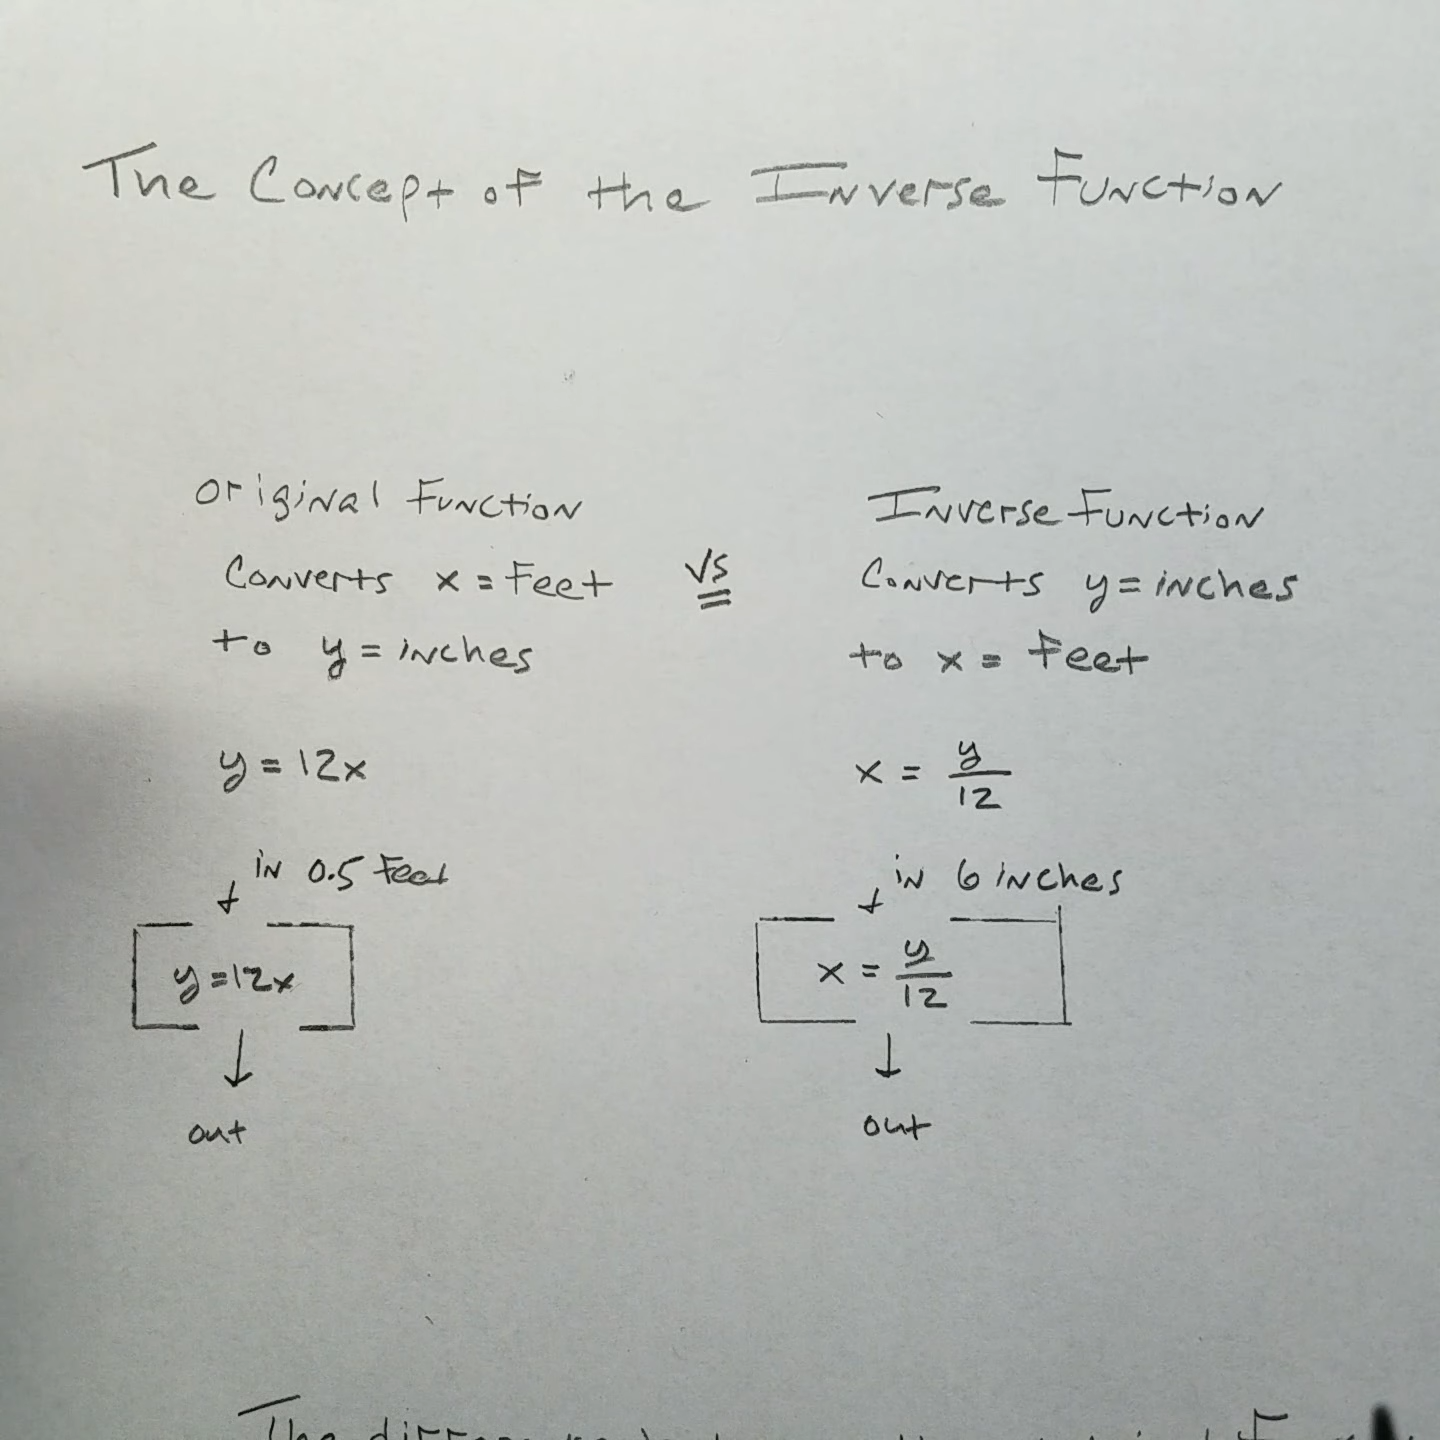 The Concept of the Inverse Function
Original Function
Converts x = Feet
to y = inches
y = 12x
in 0.5 Feet
y = 12x
out
vs
Inverse Function
Converts y = inches
to x = Feet
x = y/12
in 6 inches
x = y/12
out
The